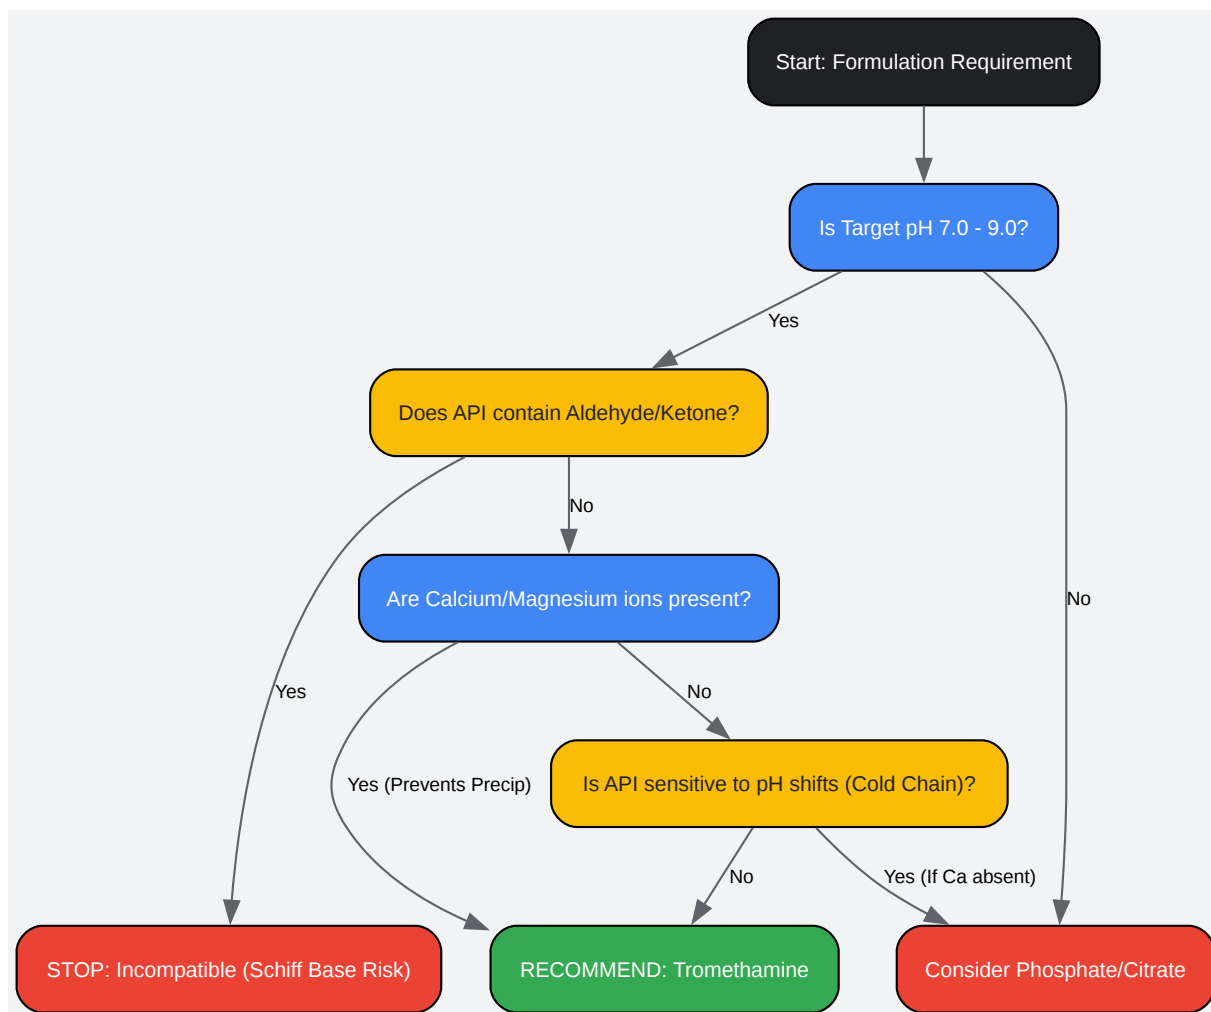 Start: Formulation Requirement
Is Target pH 7.0 - 9.0?
Yes
Does API contain Aldehyde/Ketone?
No
Are Calcium/Magnesium ions present?
No
Yes
No
Yes (Prevents Precip)
Is API sensitive to pH shifts (Cold Chain)?
No
Yes (If Ca absent)
STOP: Incompatible (Schiff Base Risk)
RECOMMEND: Tromethamine
Consider Phosphate/Citrate